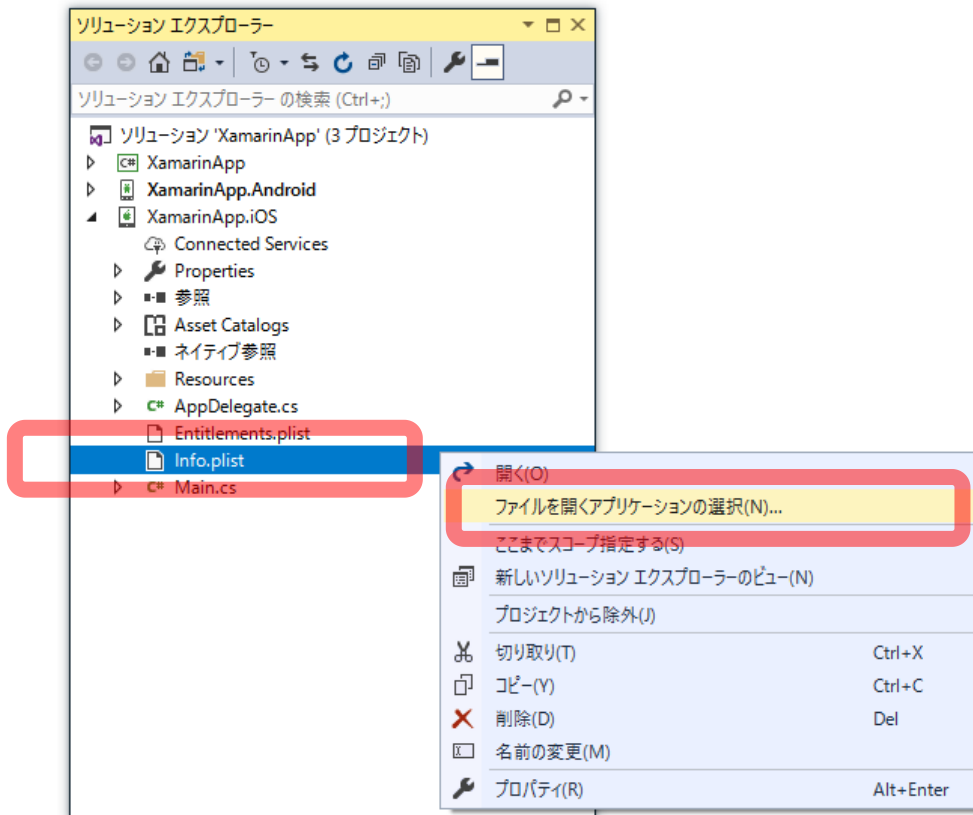 ソリューション エクスプローラー
ソリューション エクスプローラー の検索 (Ctrl+;)
ソリューション 'XamarinApp' (3 プロジェクト)
C# XamarinApp
XamarinApp.Android
XamarinApp.iOS
Connected Services
Properties
参照
Asset Catalogs
ネイティブ参照
Resources
C# AppDelegate.cs
Entitlements.plist
Info.plist
C# Main.cs
開く(O)
ファイルを開くアプリケーションの選択(N)...
ここまでスコープ指定する(S)
新しいソリューション エクスプローラーのビュー(N)
プロジェクトから除外(J)
切り取り(T) Ctrl+X
コピー(Y) Ctrl+C
削除(D) Del
名前の変更(M)
プロパティ(R) Alt+Enter